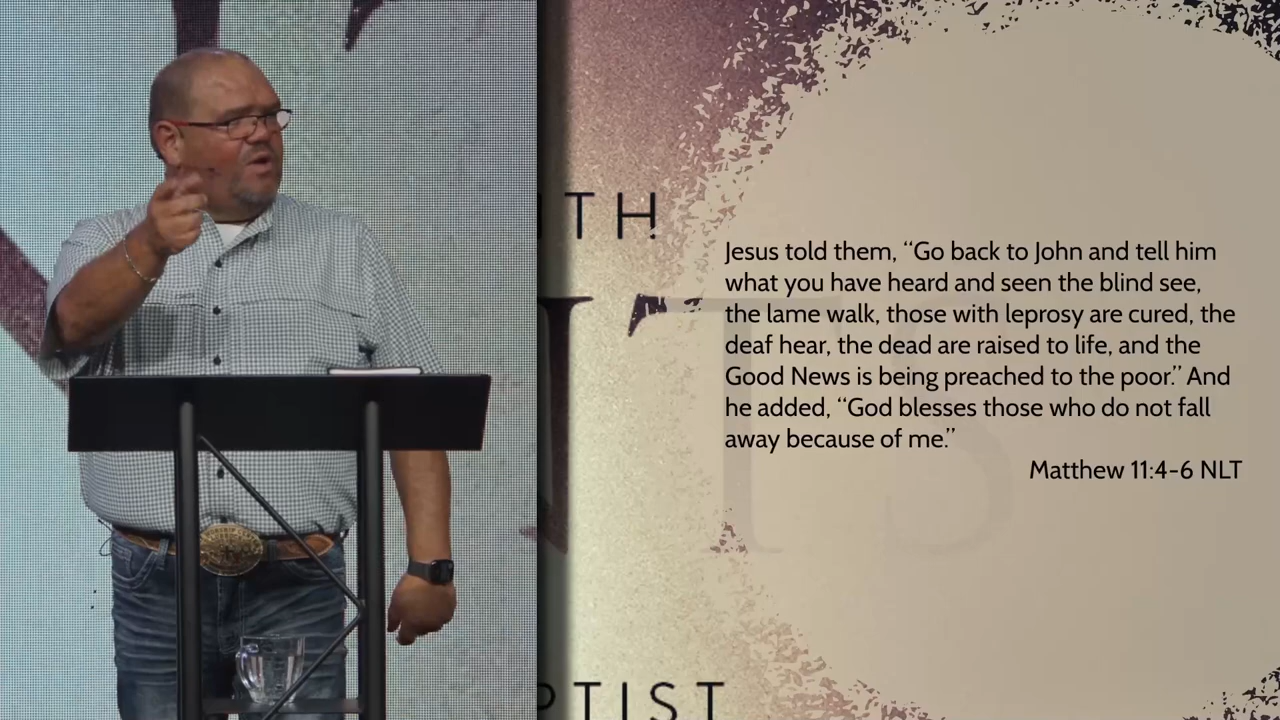 ITH
TS
Jesus told them, “Go back to John and tell him
what you have heard and seen the blind see,
the lame walk, those with leprosy are cured, the
deaf hear, the dead are raised to life, and the
Good News is being preached to the poor.” And
he added, “God blesses those who do not fall
away because of me.”
Matthew 11:4-6 NLT
PTIST